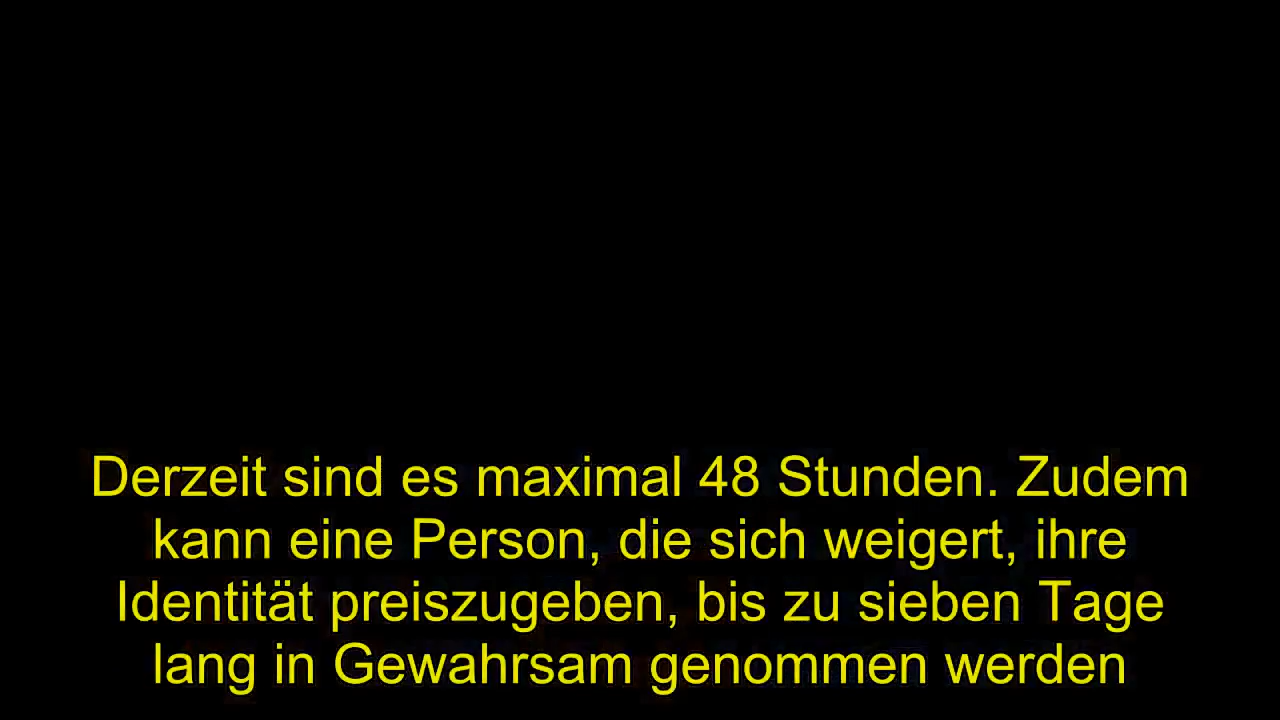 Derzeit sind es maximal 48 Stunden. Zudem
kann eine Person, die sich weigert, ihre
Identität preiszugeben, bis zu sieben Tage
lang in Gewahrsam genommen werden